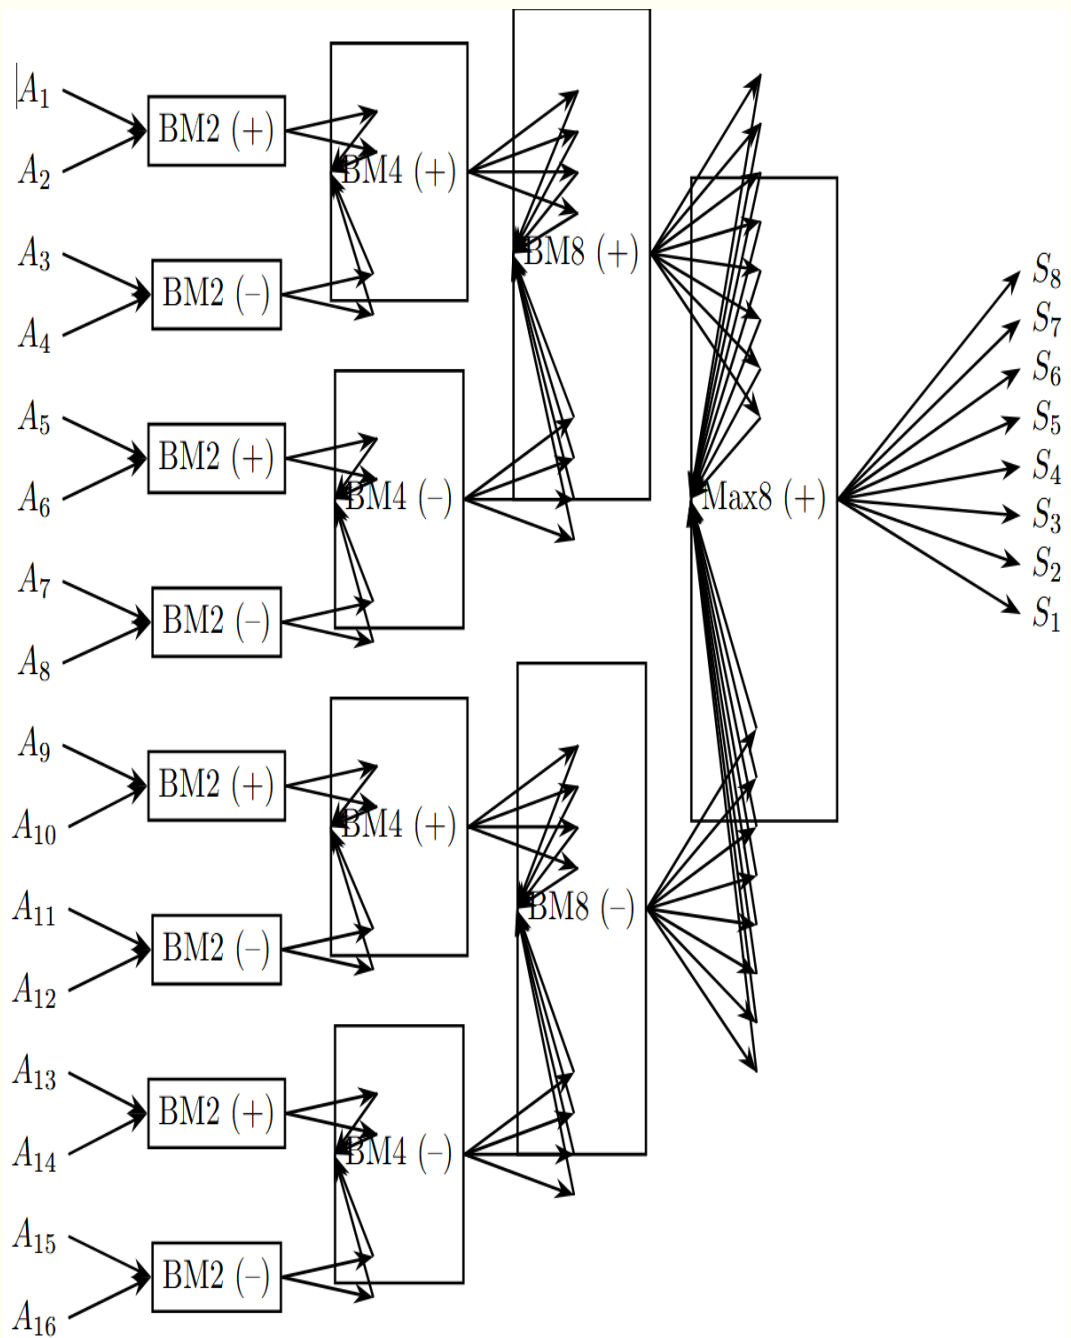 A1
A2
A3
A4
A5
A6
A7
A8
A9
A10
A11
A12
A13
A14
A15
A16
BM2 (+)
BM2 (–)
BM2 (+)
BM2 (–)
BM2 (+)
BM2 (–)
BM2 (+)
BM2 (–)
BM4 (+)
BM4 (–)
BM4 (+)
BM4 (–)
BM8 (+)
BM8 (–)
Max8 (+)
S8
S7
S6
S5
S4
S3
S2
S1